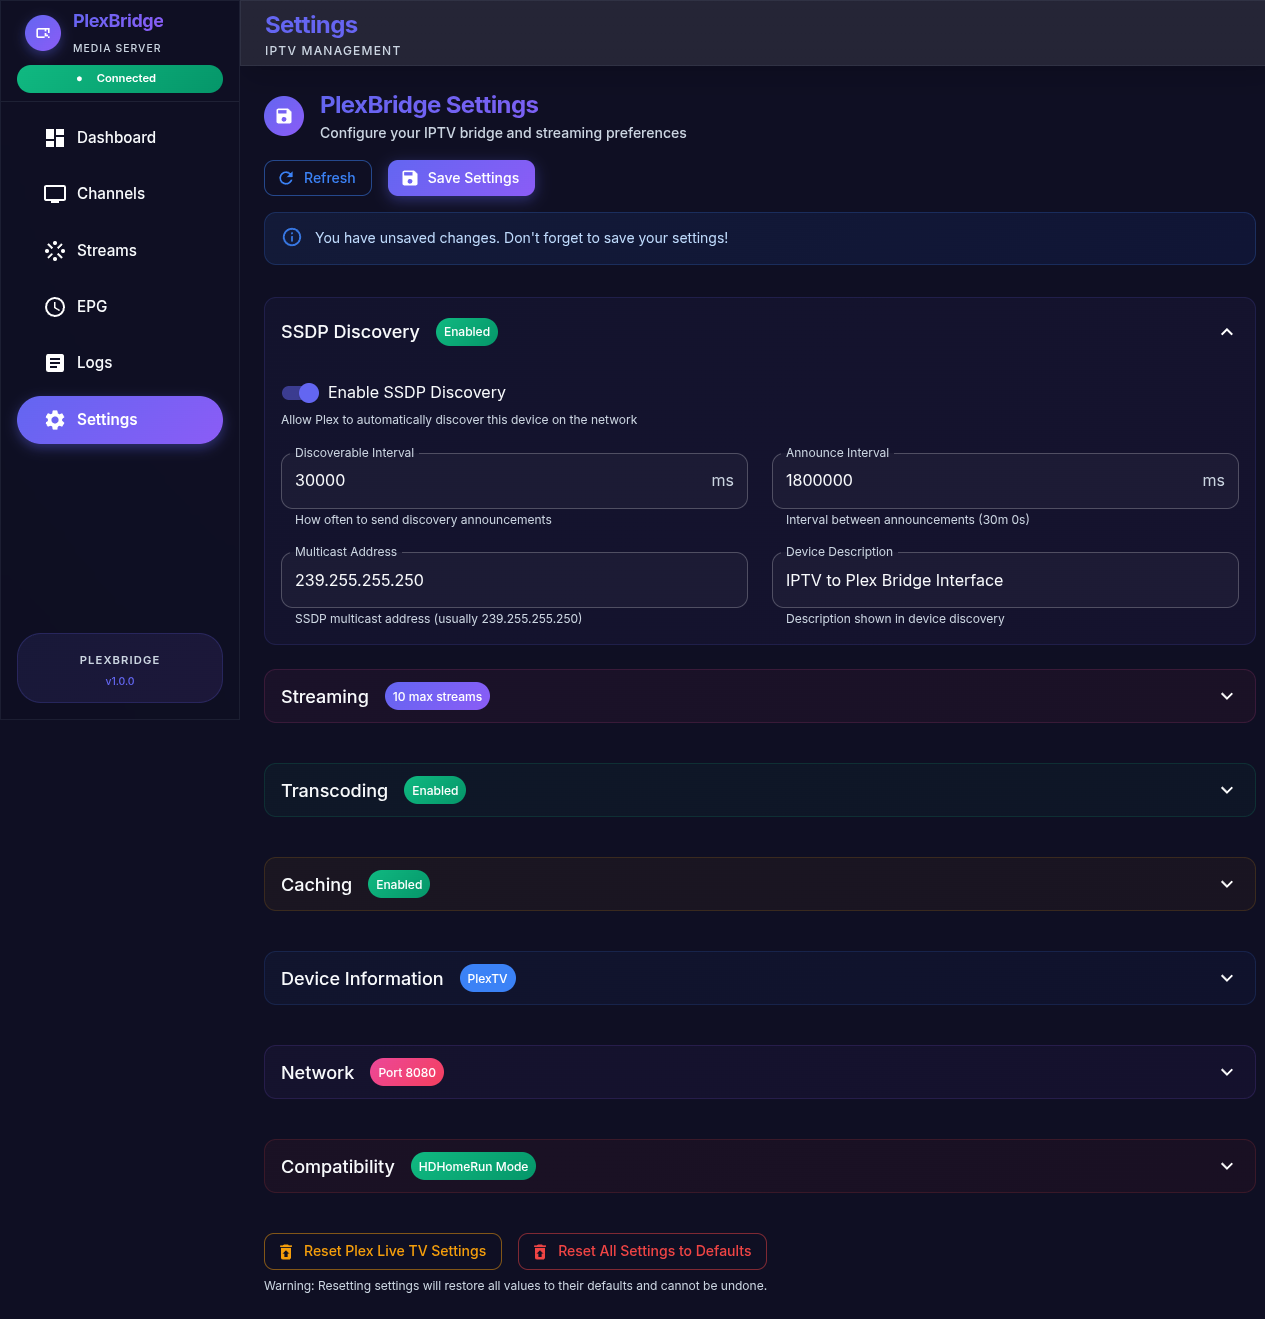 PlexBridge
MEDIA SERVER
Connected
Dashboard
Channels
Streams
EPG
Logs
Settings
PLEXBRIDGE
v1.0.0
Settings
IPTV MANAGEMENT
PlexBridge Settings
Configure your IPTV bridge and streaming preferences
Refresh
Save Settings
You have unsaved changes. Don't forget to save your settings!
SSDP Discovery Enabled
Enable SSDP Discovery
Allow Plex to automatically discover this device on the network
Discoverable Interval
30000 ms
How often to send discovery announcements
Announce Interval
1800000 ms
Interval between announcements (30m 0s)
Multicast Address
239.255.255.250
SSDP multicast address (usually 239.255.255.250)
Device Description
IPTV to Plex Bridge Interface
Description shown in device discovery
Streaming 10 max streams
Transcoding Enabled
Caching Enabled
Device Information PlexTV
Network Port 8080
Compatibility HDHomeRun Mode
Reset Plex Live TV Settings
Reset All Settings to Defaults
Warning: Resetting settings will restore all values to their defaults and cannot be undone.